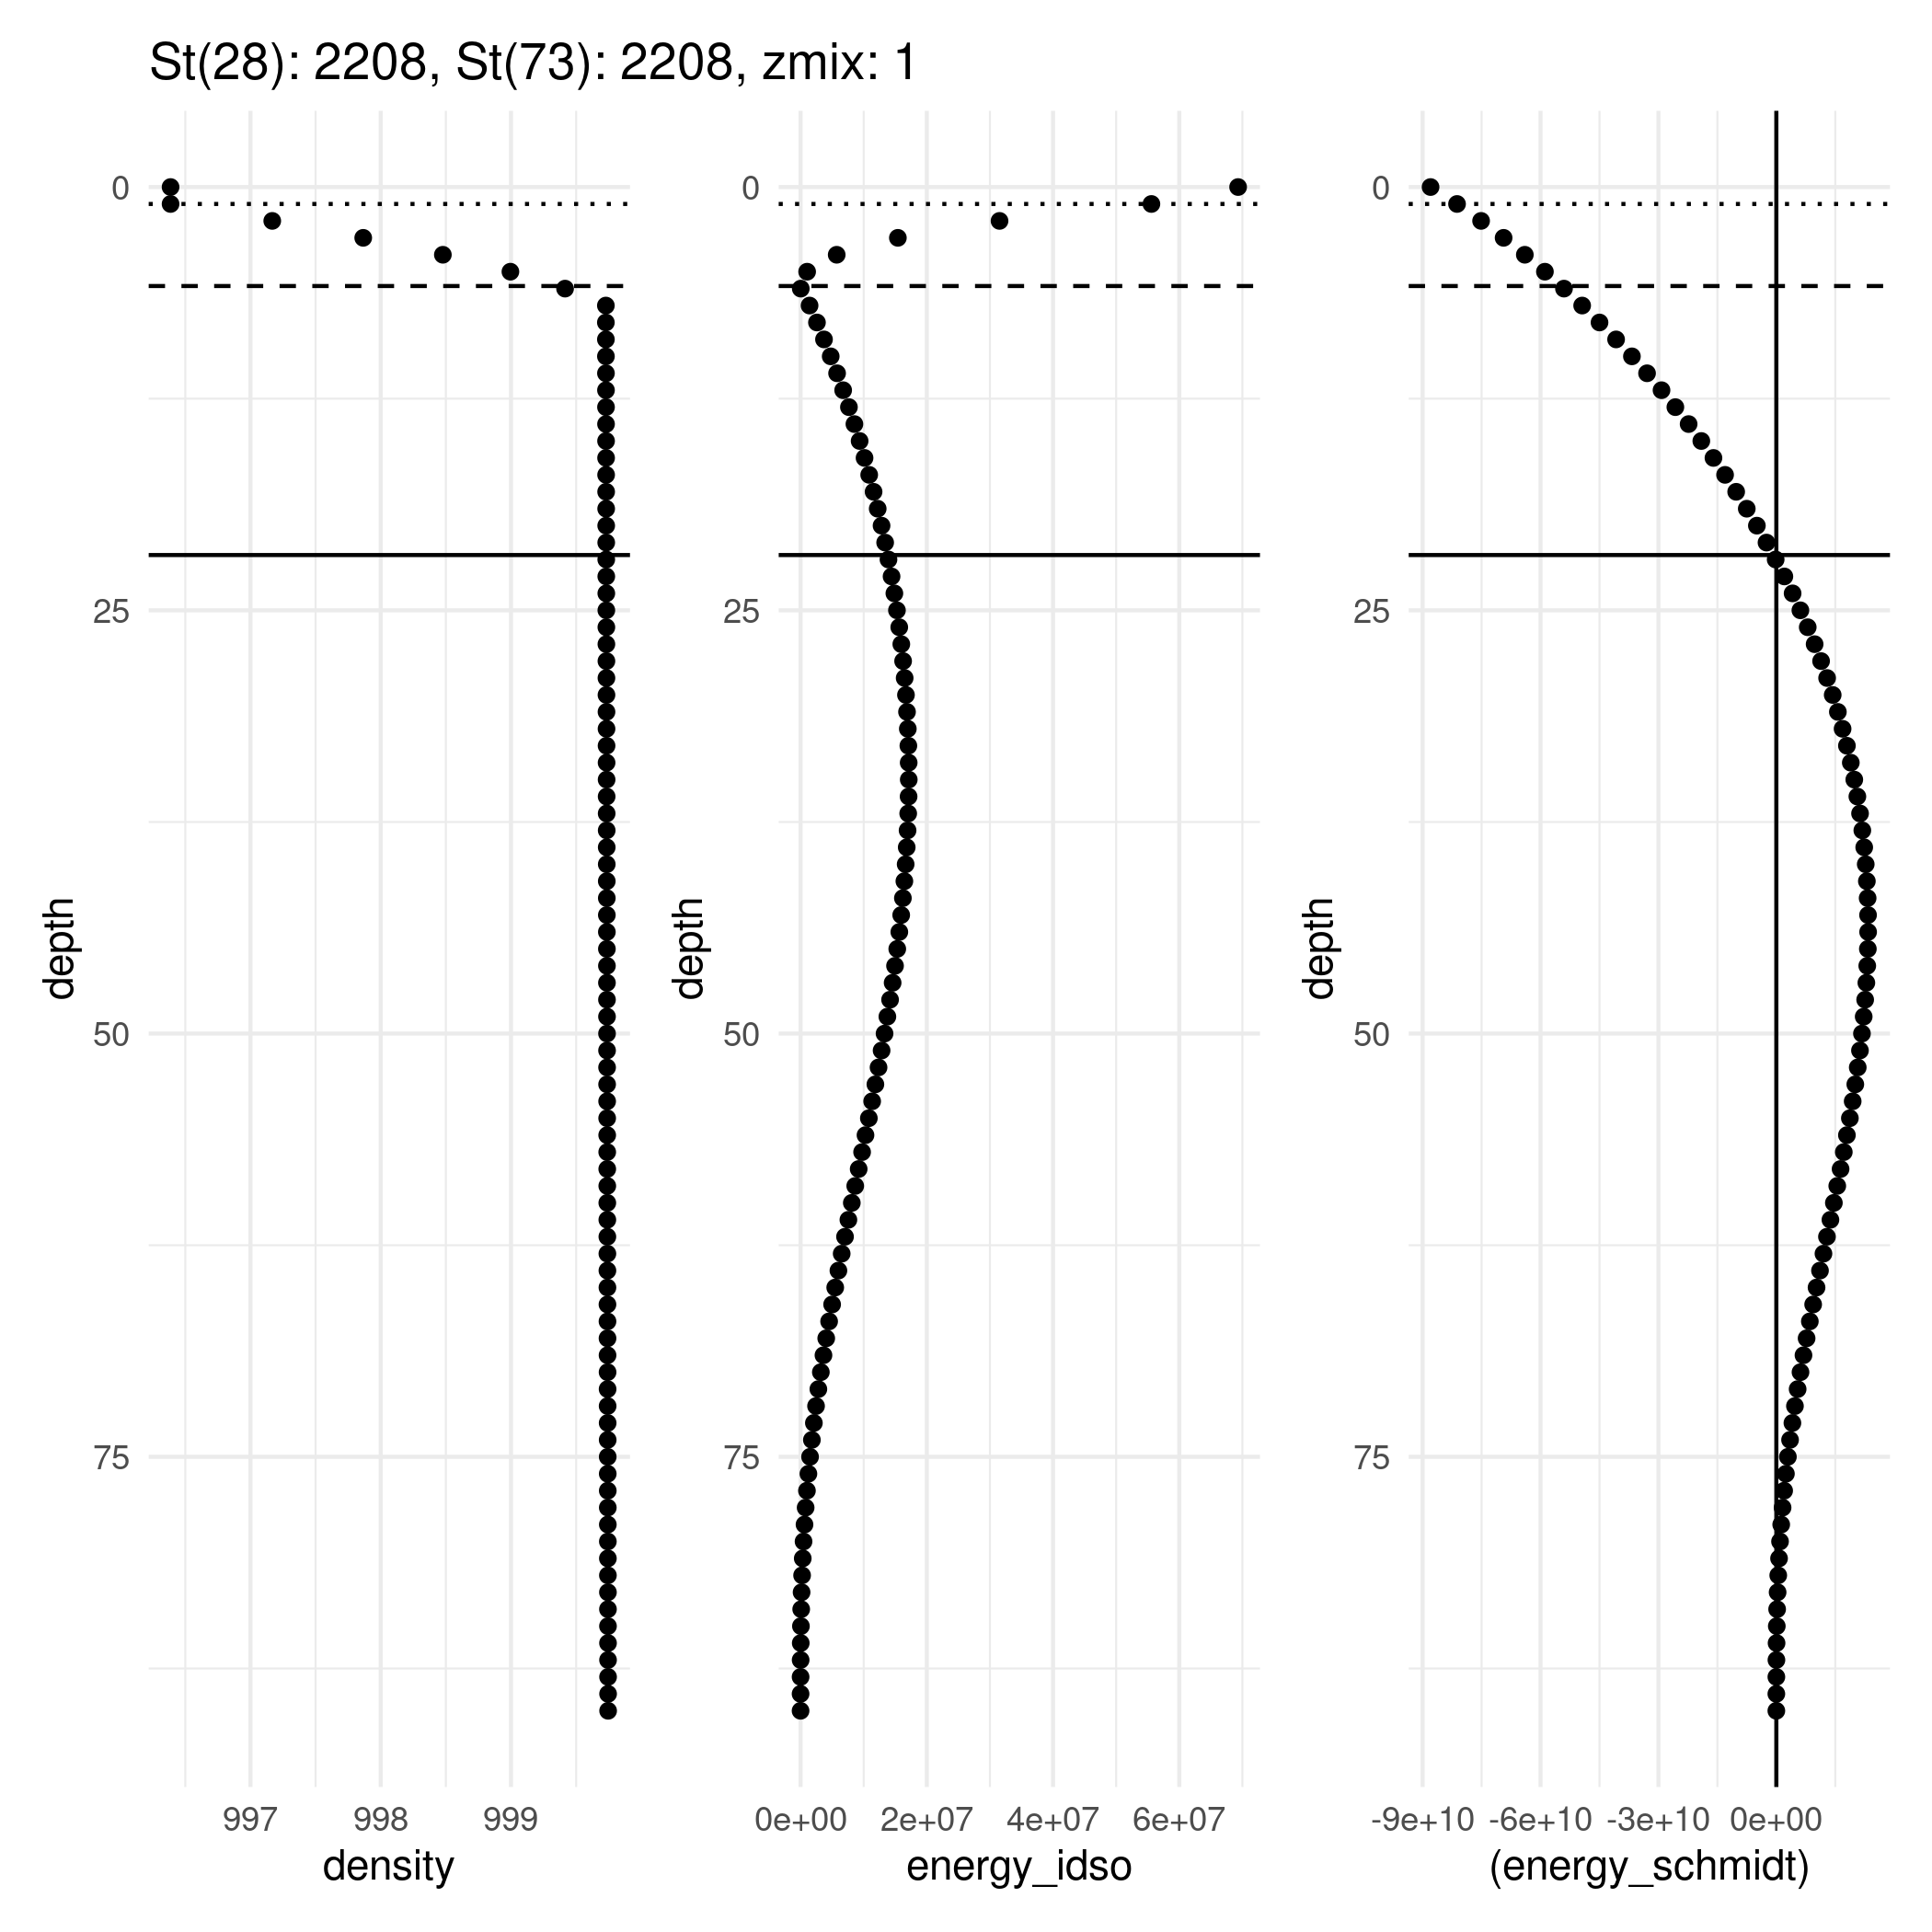 St(28): 2208, St(73): 2208, zmix: 1
0
25
50
75
depth
997 998 999
density
0
25
50
75
depth
0e+00 2e+07 4e+07 6e+07
energy_idso
0
25
50
75
depth
-9e+10 -6e+10 -3e+10 0e+00
(energy_schmidt)